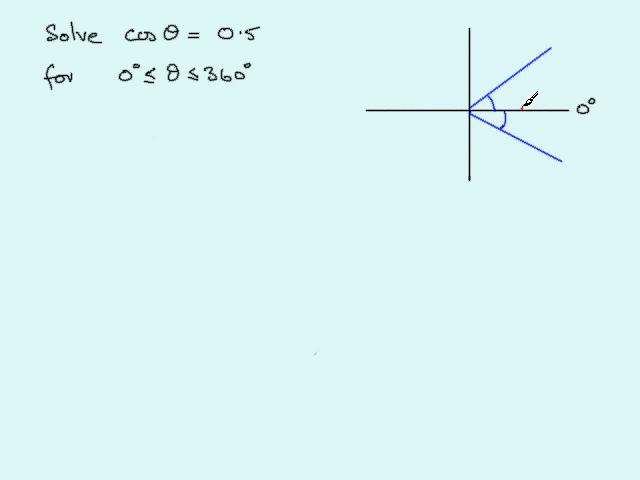 Solve cos θ = 0·5
for 0° ≤ θ ≤ 360°
0°